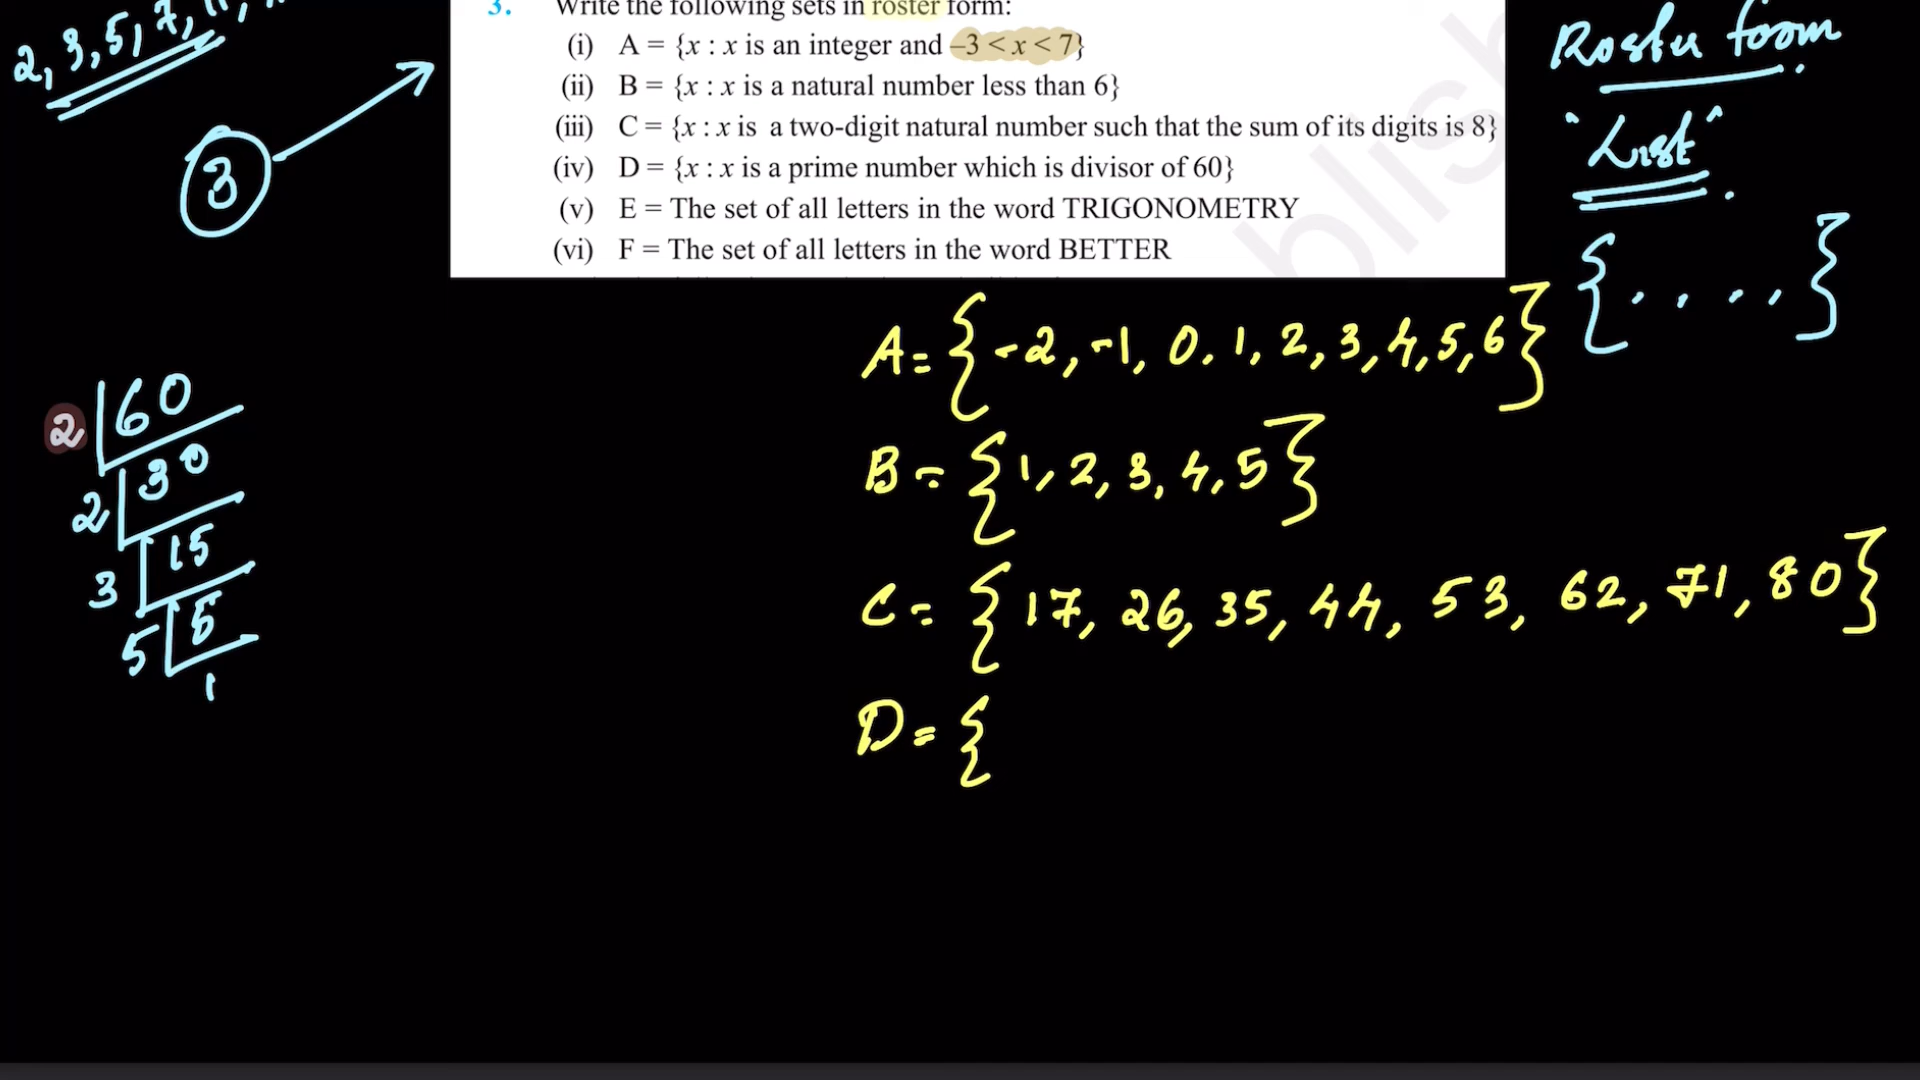 2, 3, 5, 7, 11,
3
3. Write the following sets in roster form:
(i) A = {x : x is an integer and –3 < x < 7}
(ii) B = {x : x is a natural number less than 6}
(iii) C = {x : x is a two-digit natural number such that the sum of its digits is 8}
(iv) D = {x : x is a prime number which is divisor of 60}
(v) E = The set of all letters in the word TRIGONOMETRY
(vi) F = The set of all letters in the word BETTER
blish
Roster form
"List"
{. , . . , }
A = {-2, -1, 0, 1, 2, 3, 4, 5, 6}
B = {1, 2, 3, 4, 5}
C = {17, 26, 35, 44, 53, 62, 71, 80}
D = {
2 | 60
2 | 30
3 | 15
5 | 5
1